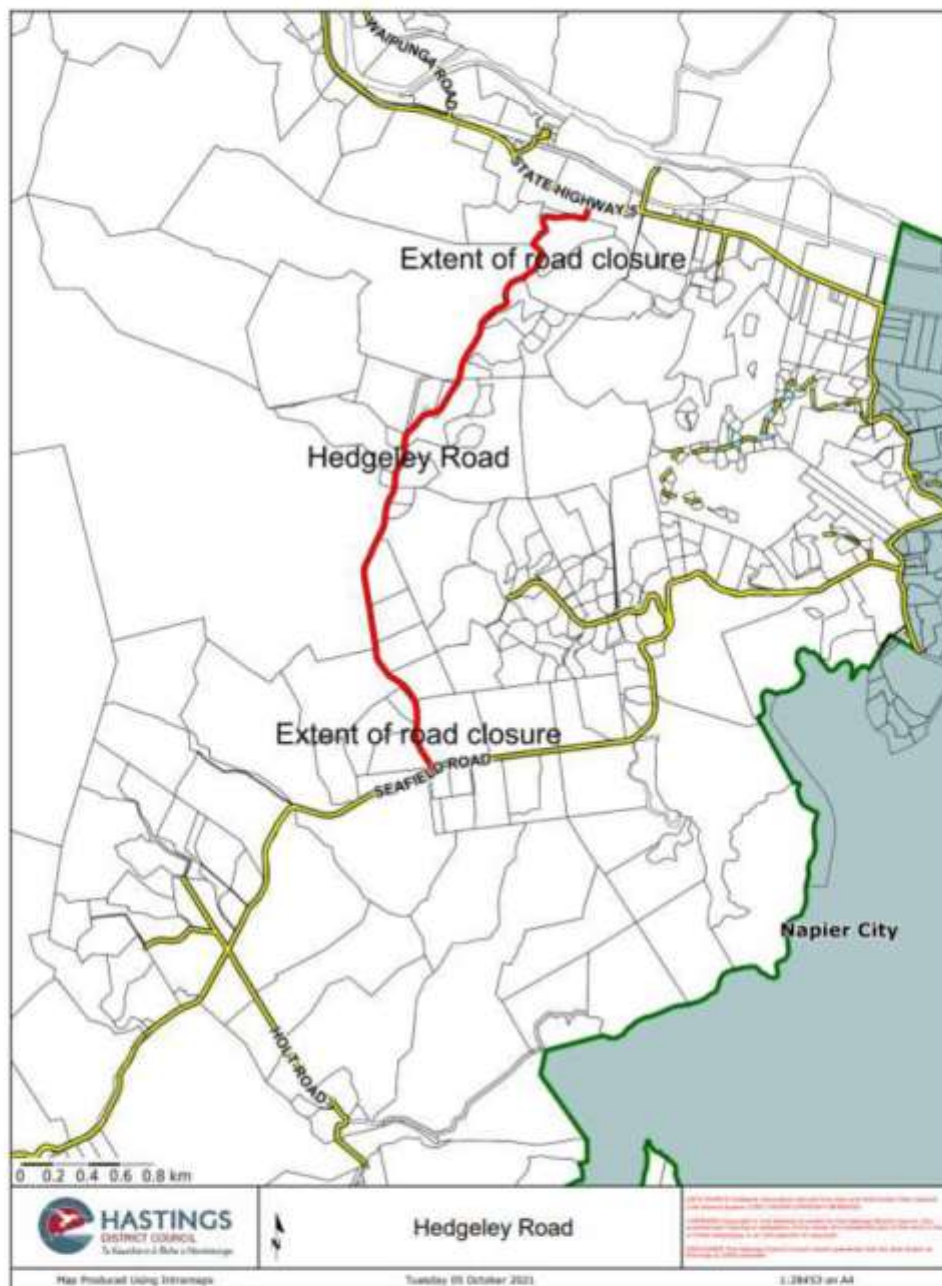 WAIPUNGA ROAD
STATE HIGHWAY 5
Extent of road closure
Hedgeley Road
Extent of road closure
SEAFIELD ROAD
Napier City
HOLT ROAD
0 0.2 0.4 0.6 0.8 km
HASTINGS
DISTRICT COUNCIL
N
Hedgeley Road
Map Produced Using Intramaps
Tuesday 05 October 2021
1:28453 on A4